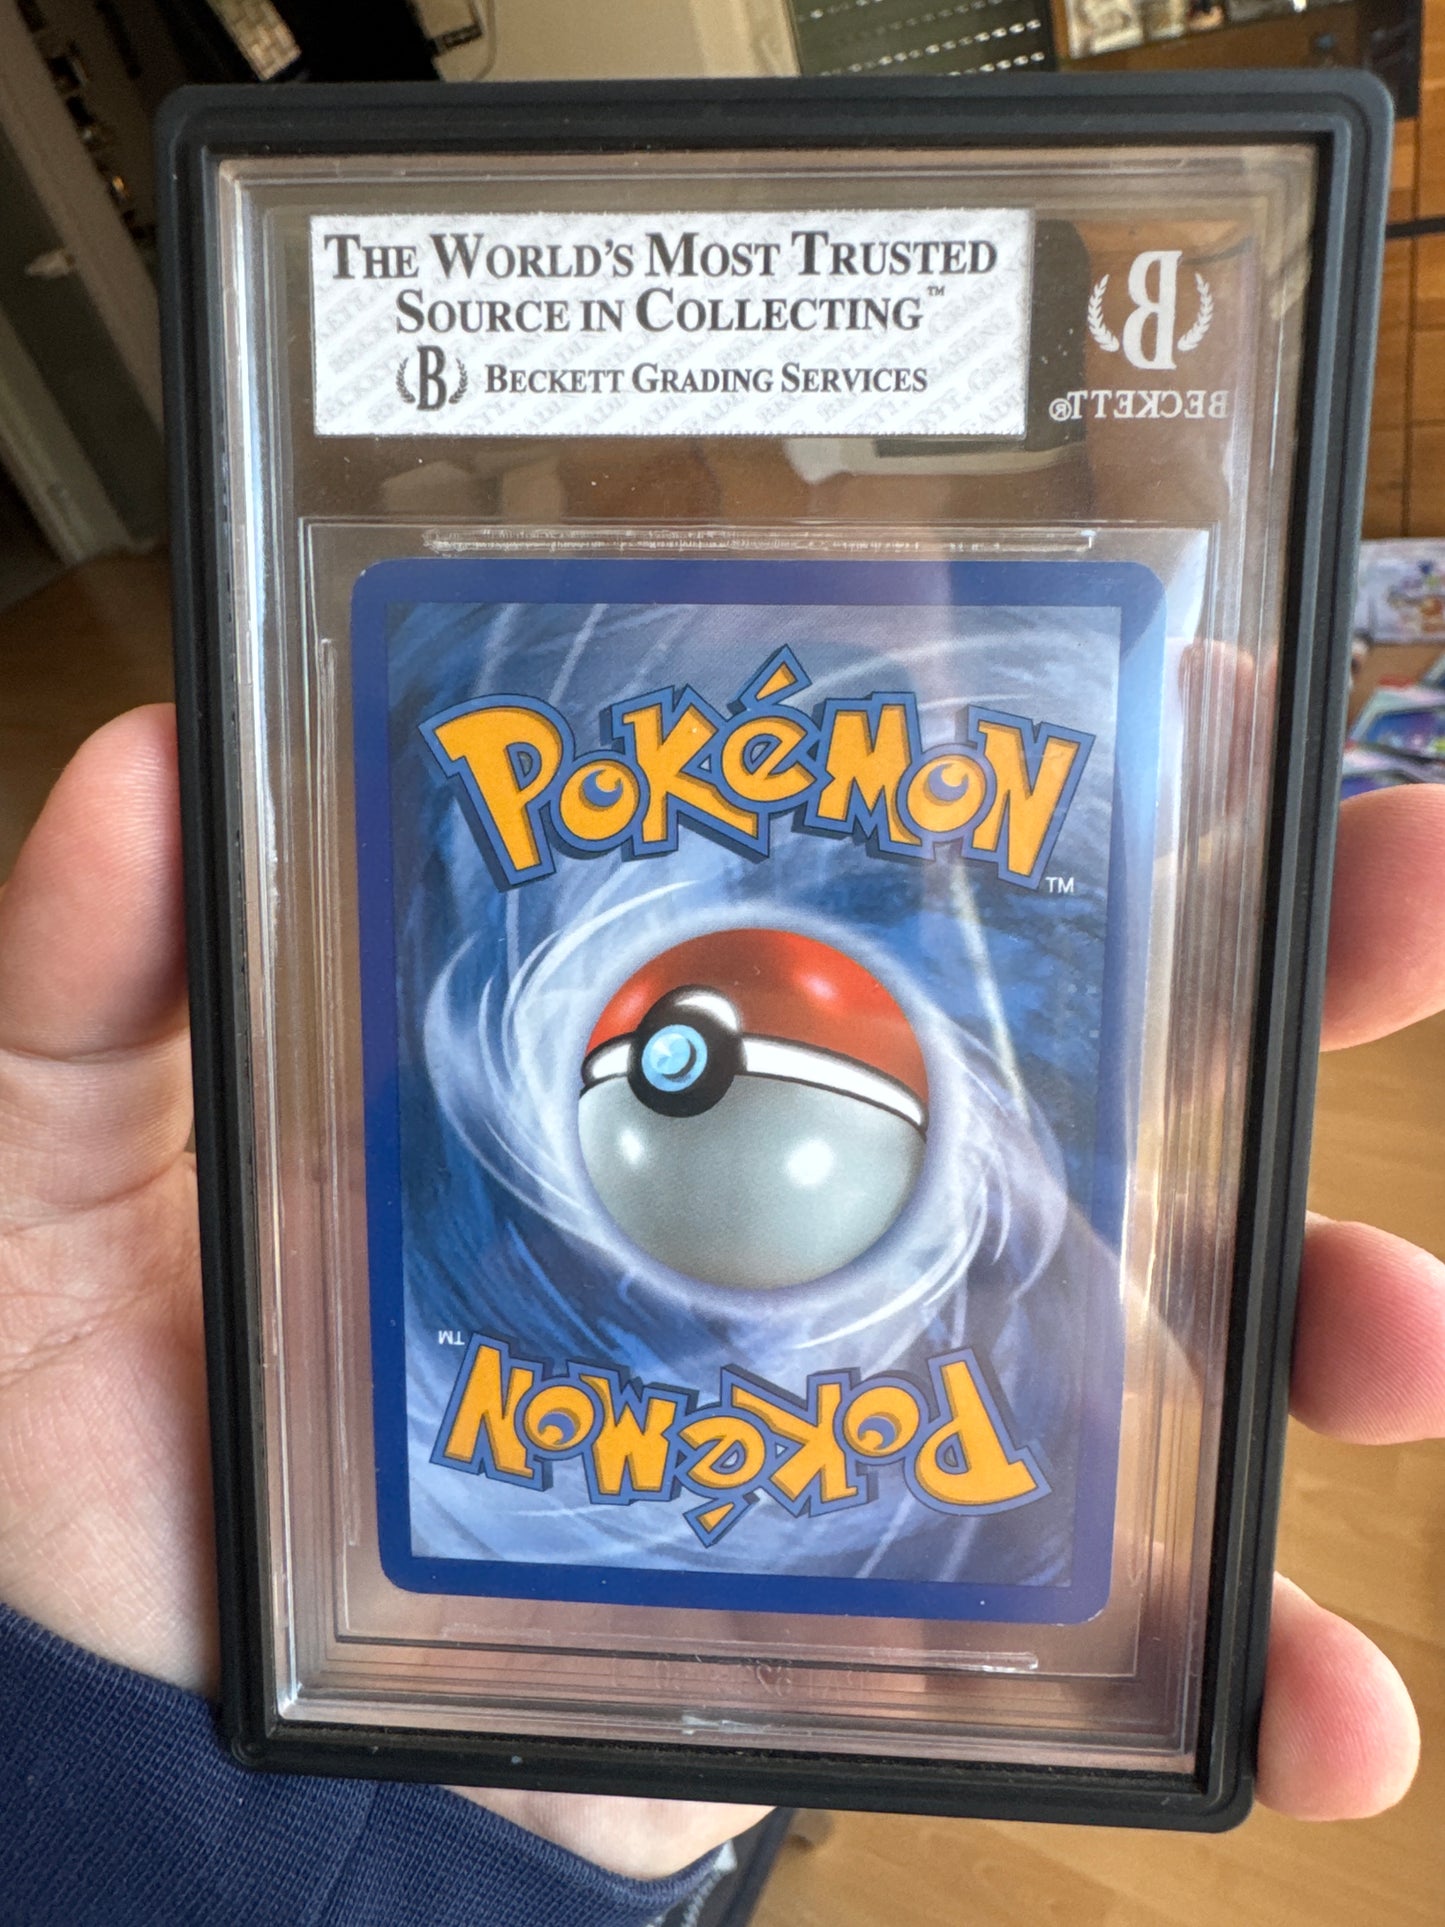 THE WORLD'S MOST TRUSTED
SOURCE IN COLLECTING™
B BECKETT GRADING SERVICES
B
BECKETT®
POKéMON
TM
TM
POKéMON